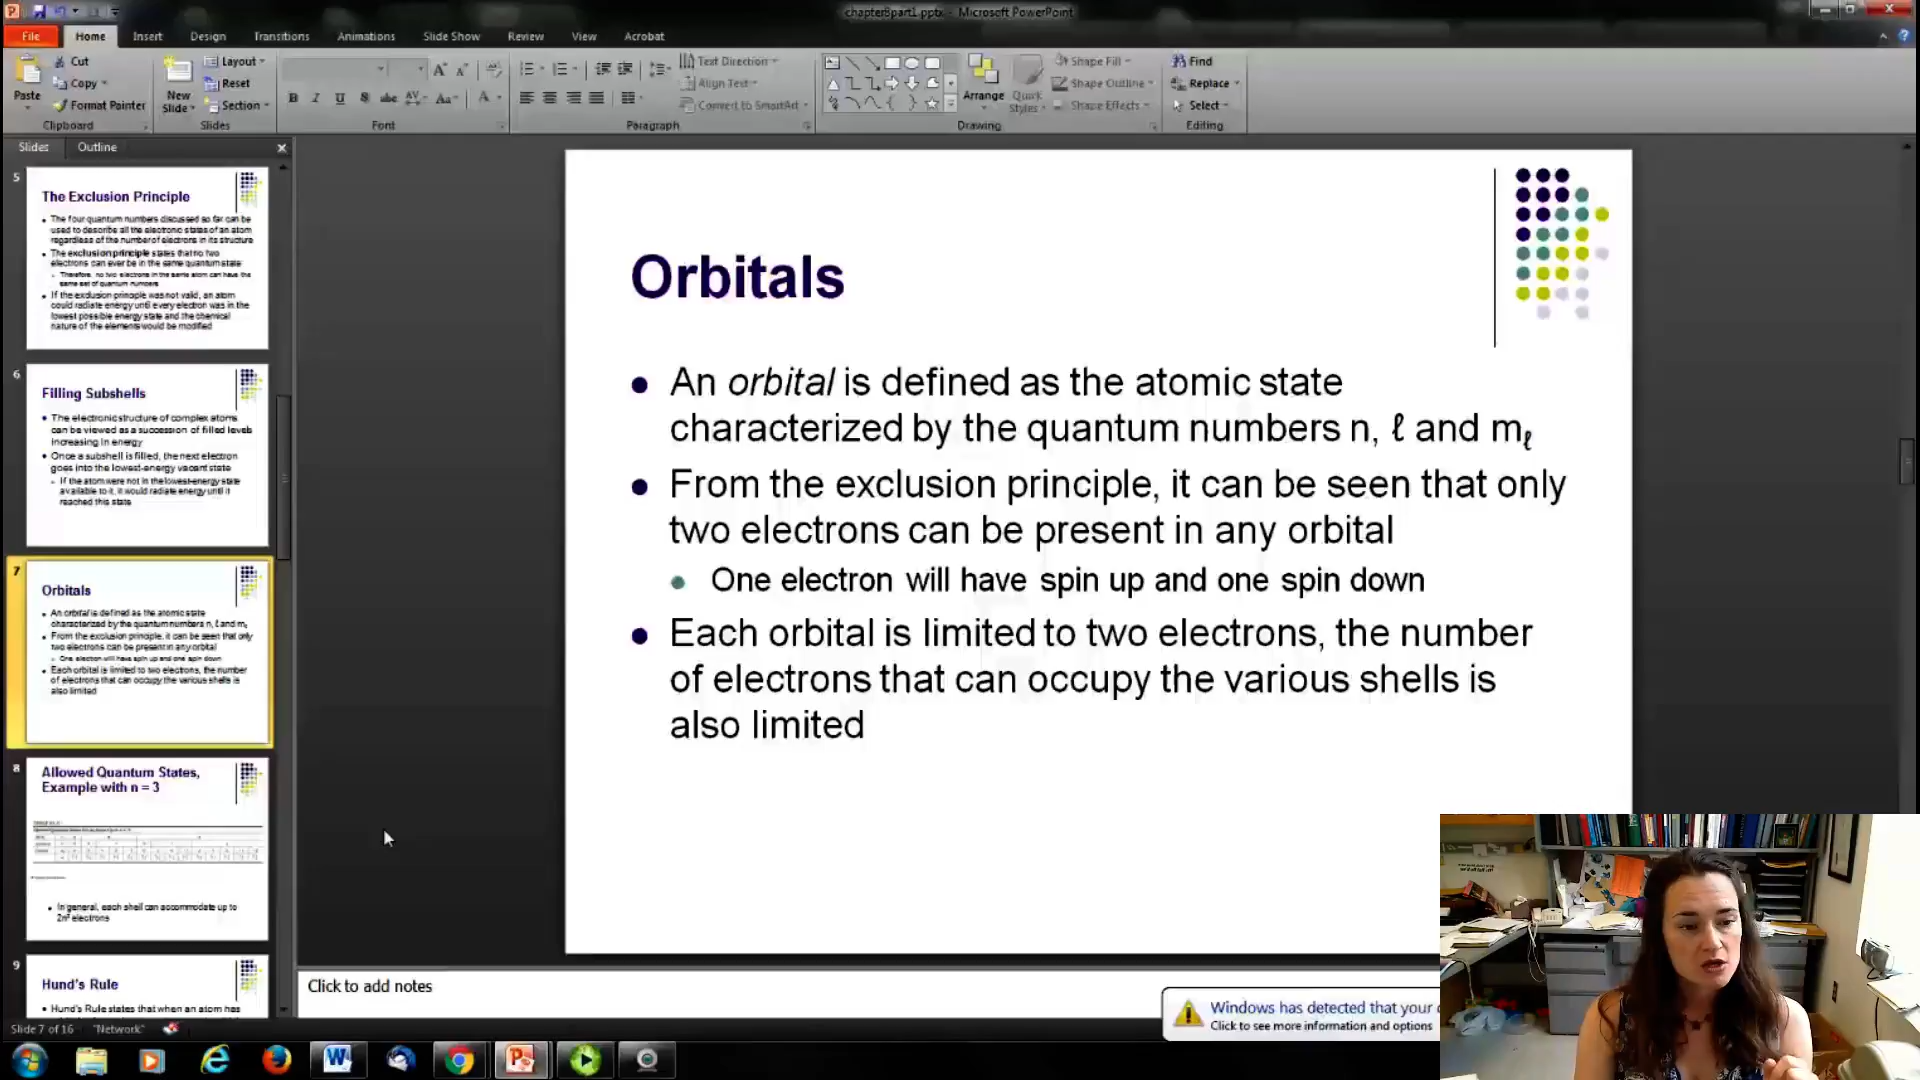 chapter8part1.pptx - Microsoft PowerPoint
File Home Insert Design Transitions Animations Slide Show Review View Acrobat
Paste
Cut
Copy
Format Painter
Clipboard
New Slide
Layout
Reset
Section
Slides
Font
Text Direction
Align Text
Convert to SmartArt
Paragraph
Arrange
Quick Styles
Shape Fill
Shape Outline
Shape Effects
Drawing
Find
Replace
Select
Editing
Slides Outline
5
The Exclusion Principle
The four quantum numbers discussed so far can be
used to describe all the electronic states of an atom
regardless of the number of electrons in its structure
The exclusion principle states that no two
electrons can ever be in the same quantum state
Therefore, no two electrons in the same atom can have the
same set of quantum numbers
If the exclusion principle was not valid, an atom
could radiate energy until every electron was in the
lowest possible energy state and the chemical
nature of the elements would be modified
6
Filling Subshells
The electronic structure of complex atoms
can be viewed as a succession of filled levels
increasing in energy
Once a subshell is filled, the next electron
goes into the lowest-energy vacant state
If the atom were not in the lowest-energy state
available to it, it would radiate energy until it
reached this state
7
Orbitals
An orbital is defined as the atomic state
characterized by the quantum numbers n, ℓ and mℓ
From the exclusion principle, it can be seen that only
two electrons can be present in any orbital
One electron will have spin up and one spin down
Each orbital is limited to two electrons, the number
of electrons that can occupy the various shells is
also limited
8
Allowed Quantum States,
Example with n = 3
In general, each shell can accommodate up to
2n² electrons
9
Hund's Rule
Hund's Rule states that when an atom has
Orbitals
An orbital is defined as the atomic state
characterized by the quantum numbers n, ℓ and mℓ
From the exclusion principle, it can be seen that only
two electrons can be present in any orbital
One electron will have spin up and one spin down
Each orbital is limited to two electrons, the number
of electrons that can occupy the various shells is
also limited
Click to add notes
Windows has detected that your
Click to see more information and options
Slide 7 of 16 "Network"